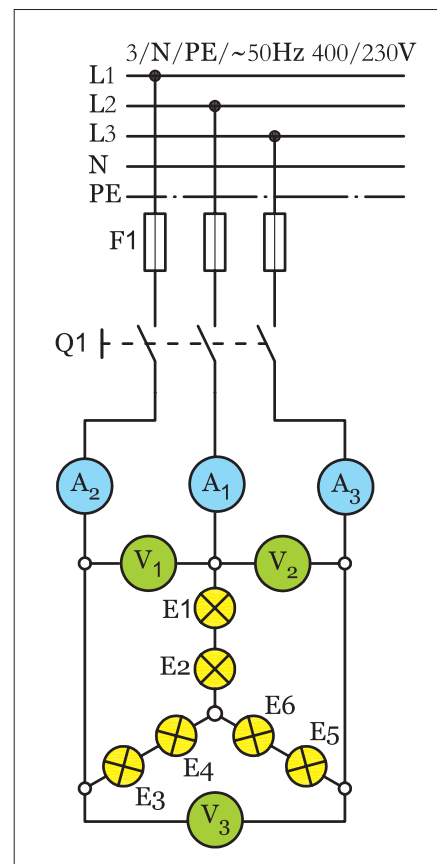 3/N/PE/~50Hz 400/230V
L1
L2
L3
N
PE
F1
Q1
A2 A1 A3
V1 V2
E1
E2
E6
E5
E4
E3
V3